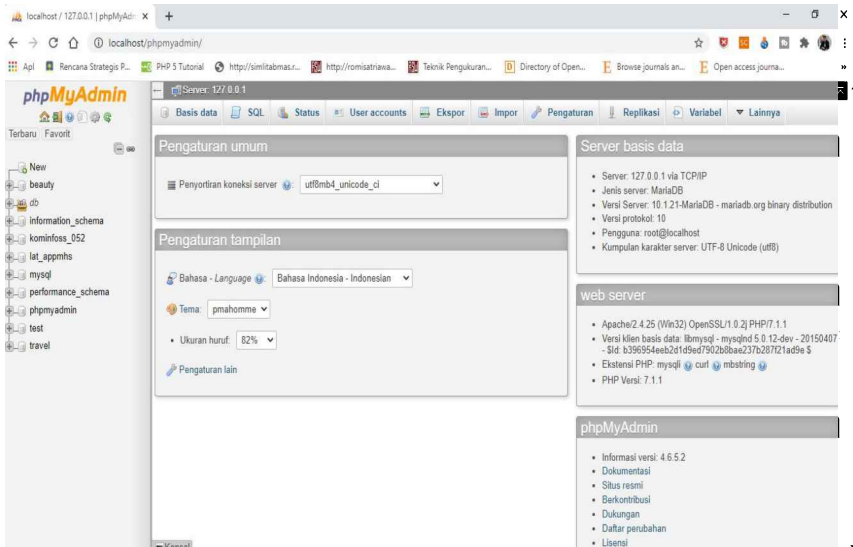 localhost / 127.0.0.1 | phpMyAdm
localhost/phpmyadmin/
Apl Rencana Strategis P... PHP 5 Tutorial http://simlitabmas.r... http://romisatriawa... Teknik Pengukuran... Directory of Open... Browse journals an... Open access journa... »
phpMyAdmin
Terbaru Favorit
New
beauty
db
information_schema
kominfoss_052
lat_appmhs
mysql
performance_schema
phpmyadmin
test
travel
Server: 127.0.0.1
Basis data SQL Status User accounts Ekspor Impor Pengaturan Replikasi Variabel Lainnya
Pengaturan umum
Penyortiran koneksi server : utf8mb4_unicode_ci
Pengaturan tampilan
Bahasa - Language : Bahasa Indonesia - Indonesian
Tema: pmahomme
Ukuran huruf: 82%
Pengaturan lain
Konsol
Server basis data
Server: 127.0.0.1 via TCP/IP
Jenis server: MariaDB
Versi Server: 10.1.21-MariaDB - mariadb.org binary distribution
Versi protokol: 10
Pengguna: root@localhost
Kumpulan karakter server: UTF-8 Unicode (utf8)
web server
Apache/2.4.25 (Win32) OpenSSL/1.0.2j PHP/7.1.1
Versi klien basis data: libmysql - mysqlnd 5.0.12-dev - 20150407
- $Id: b396954eeb2d1d9ed7902b8bae237b287f21ad9e $
Ekstensi PHP: mysqli curl mbstring
PHP Versi: 7.1.1
phpMyAdmin
Informasi versi: 4.6.5.2
Dokumentasi
Situs resmi
Berkontribusi
Dukungan
Daftar perubahan
Lisensi